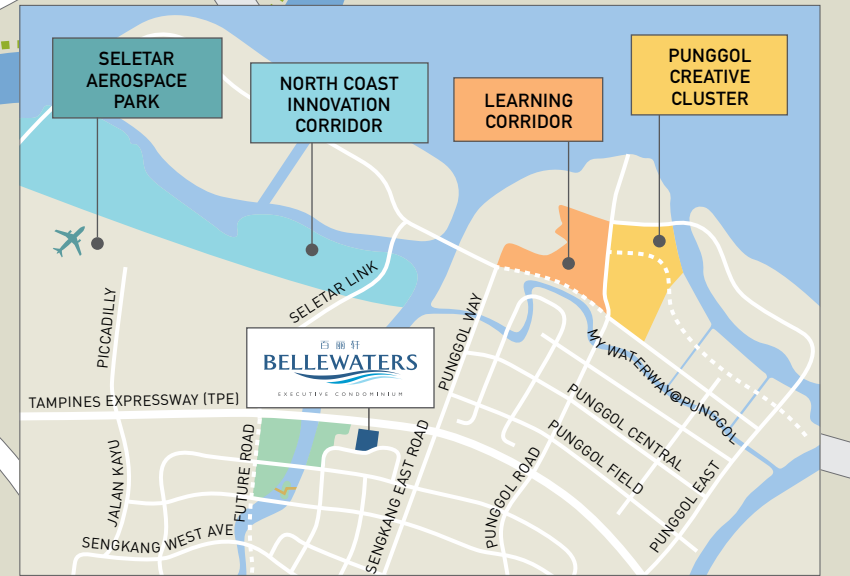 SELETAR
AEROSPACE
PARK
NORTH COAST
INNOVATION
CORRIDOR
LEARNING
CORRIDOR
PUNGGOL
CREATIVE
CLUSTER
SELETAR LINK
PICCADILLY
PUNGGOL WAY
百丽轩
BELLEWATERS
EXECUTIVE CONDOMINIUM
MY WATERWAY@PUNGGOL
TAMPINES EXPRESSWAY (TPE)
PUNGGOL CENTRAL
PUNGGOL FIELD
JALAN KAYU
FUTURE ROAD
SENGKANG EAST ROAD
PUNGGOL ROAD
PUNGGOL EAST
SENGKANG WEST AVE